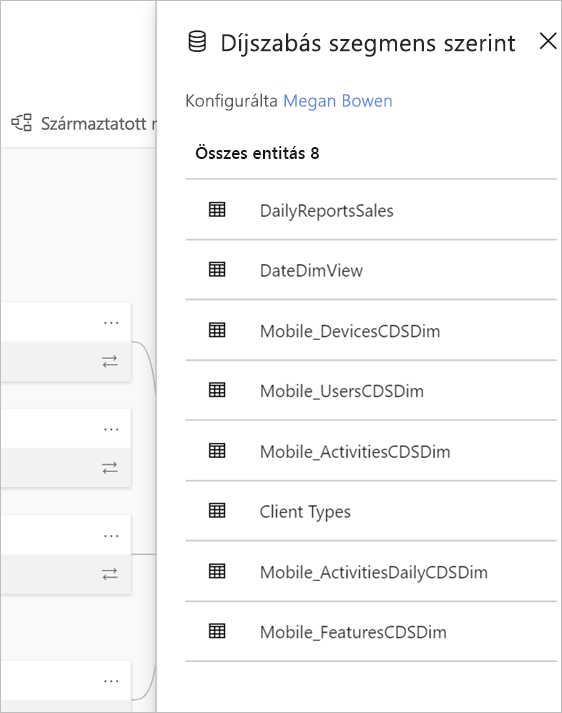 Díjszabás szegmens szerint
Konfigurálta Megan Bowen
Származtatott
Összes entitás 8
DailyReportsSales
DateDimView
Mobile_DevicesCDSDim
Mobile_UsersCDSDim
Mobile_ActivitiesCDSDim
Client Types
Mobile_ActivitiesDailyCDSDim
Mobile_FeaturesCDSDim